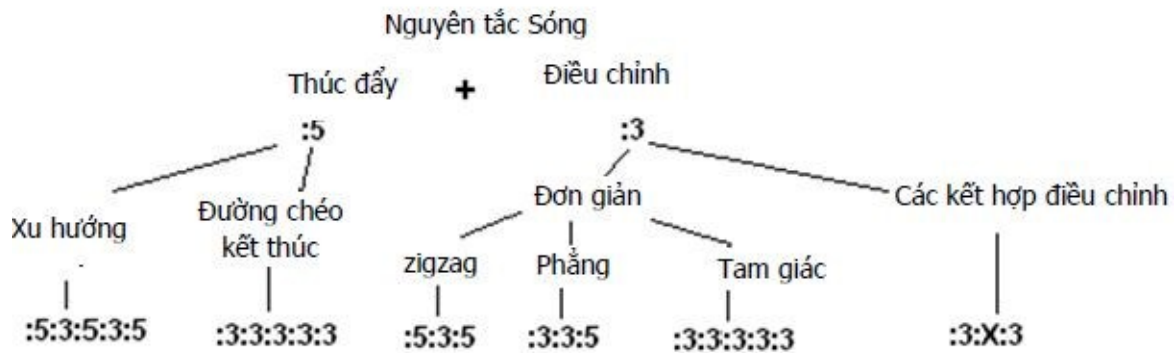 Nguyên tắc Sóng
Thúc đẩy + Điều chỉnh
:5 :3
Xu hướng
Đường chéo
kết thúc
Đơn giản
Các kết hợp điều chỉnh
zigzag Phẳng Tam giác
:5:3:5:3:5 :3:3:3:3:3 :5:3:5 :3:3:5 :3:3:3:3:3 :3:X:3